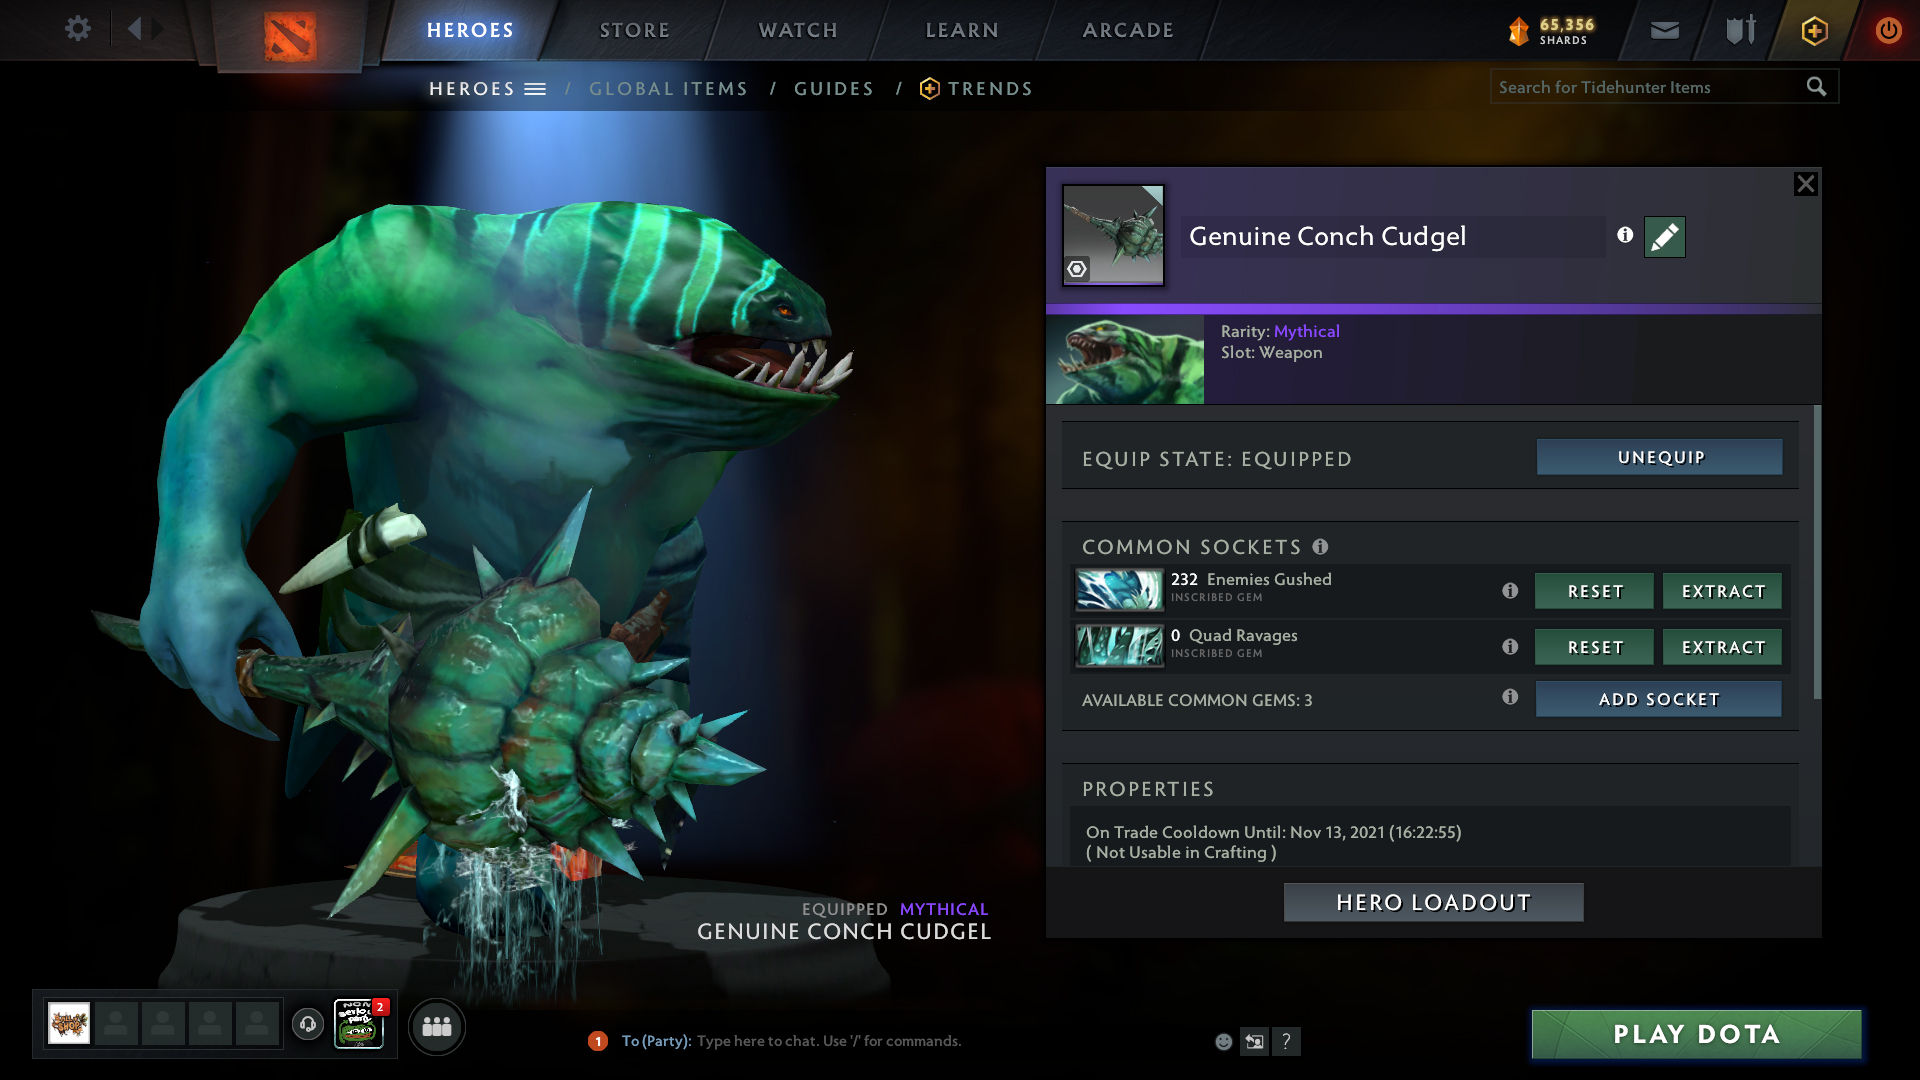 HEROES
STORE
WATCH
LEARN
ARCADE
65,356
SHARDS
HEROES / GLOBAL ITEMS / GUIDES / TRENDS
Search for Tidehunter Items
Genuine Conch Cudgel
Rarity: Mythical
Slot: Weapon
EQUIP STATE: EQUIPPED
UNEQUIP
COMMON SOCKETS
232 Enemies Gushed
INSCRIBED GEM
RESET
EXTRACT
0 Quad Ravages
INSCRIBED GEM
RESET
EXTRACT
AVAILABLE COMMON GEMS: 3
ADD SOCKET
PROPERTIES
On Trade Cooldown Until: Nov 13, 2021 (16:22:55)
( Not Usable in Crafting )
HERO LOADOUT
EQUIPPED MYTHICAL
GENUINE CONCH CUDGEL
2
1
To (Party): Type here to chat. Use '/' for commands.
?
PLAY DOTA